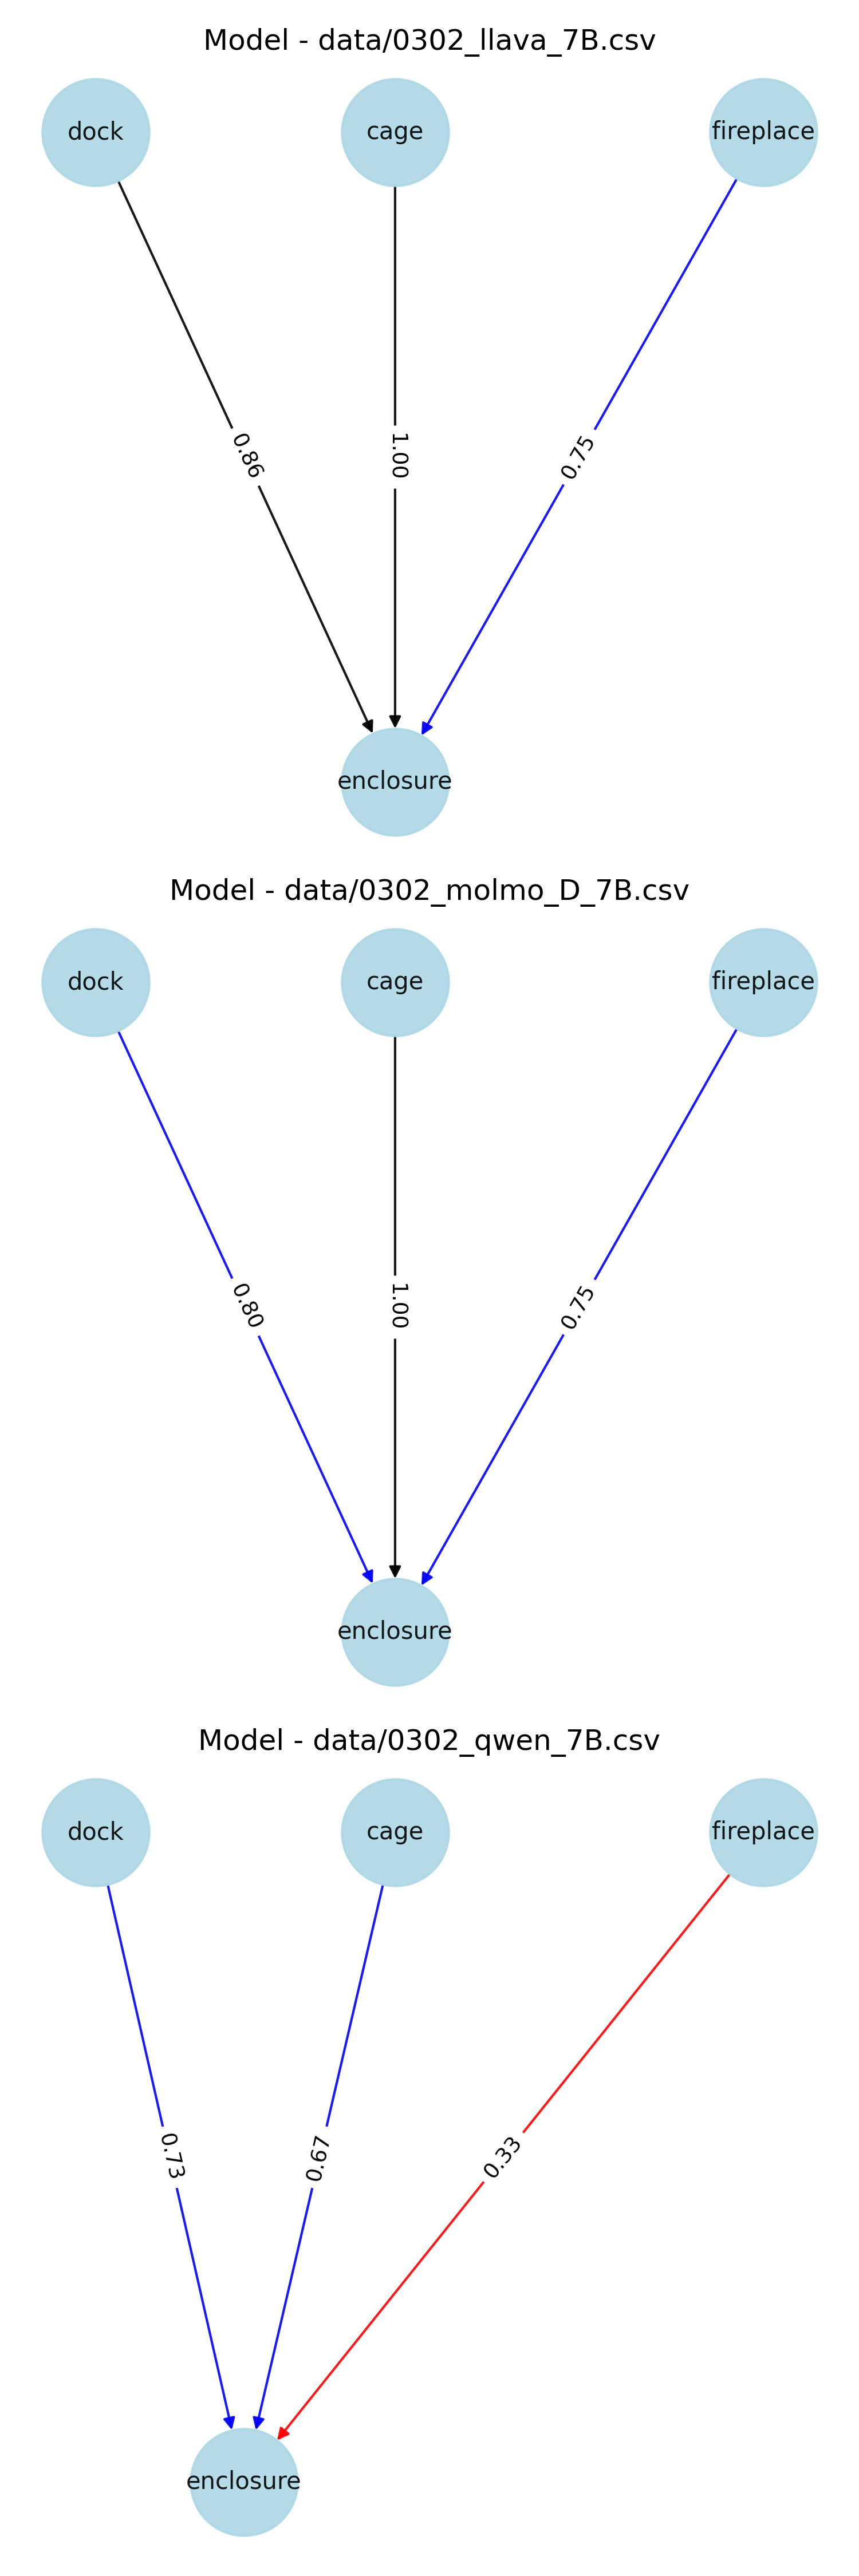 Model - data/0302_llava_7B.csv
dock cage fireplace
0.86 1.00 0.75
enclosure
Model - data/0302_molmo_D_7B.csv
dock cage fireplace
0.80 1.00 0.75
enclosure
Model - data/0302_qwen_7B.csv
dock cage fireplace
0.73 0.67 0.33
enclosure